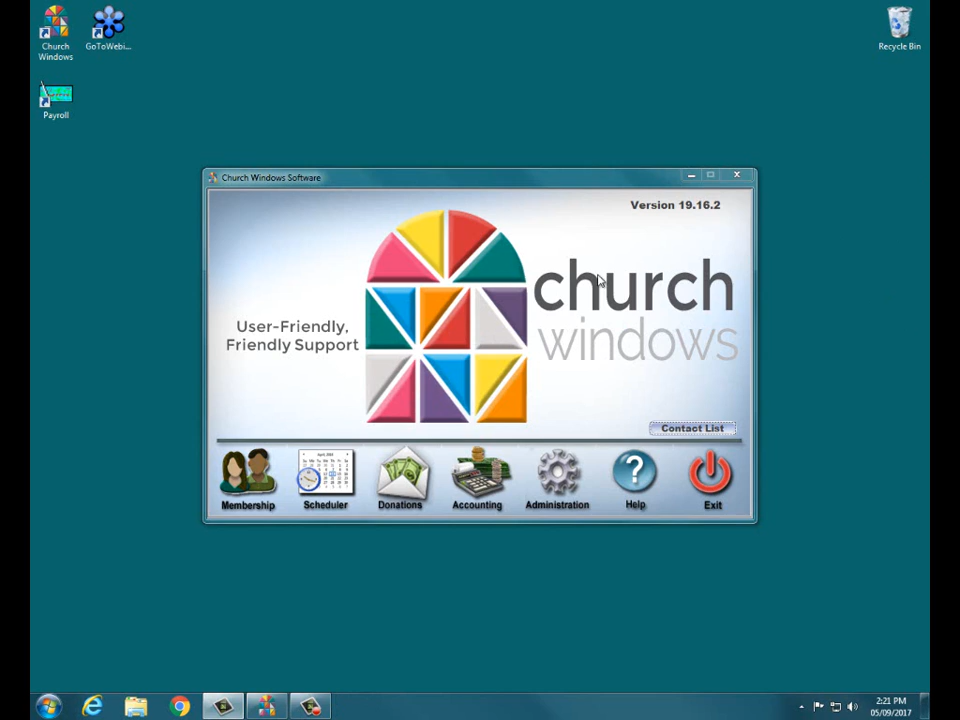 Church
Windows
GoToWebi...
Recycle Bin
Payroll
Church Windows Software
Version 19.16.2
church
windows
User-Friendly,
Friendly Support
Contact List
Membership
Scheduler
Donations
Accounting
Administration
Help
Exit
2:21 PM
05/09/2017